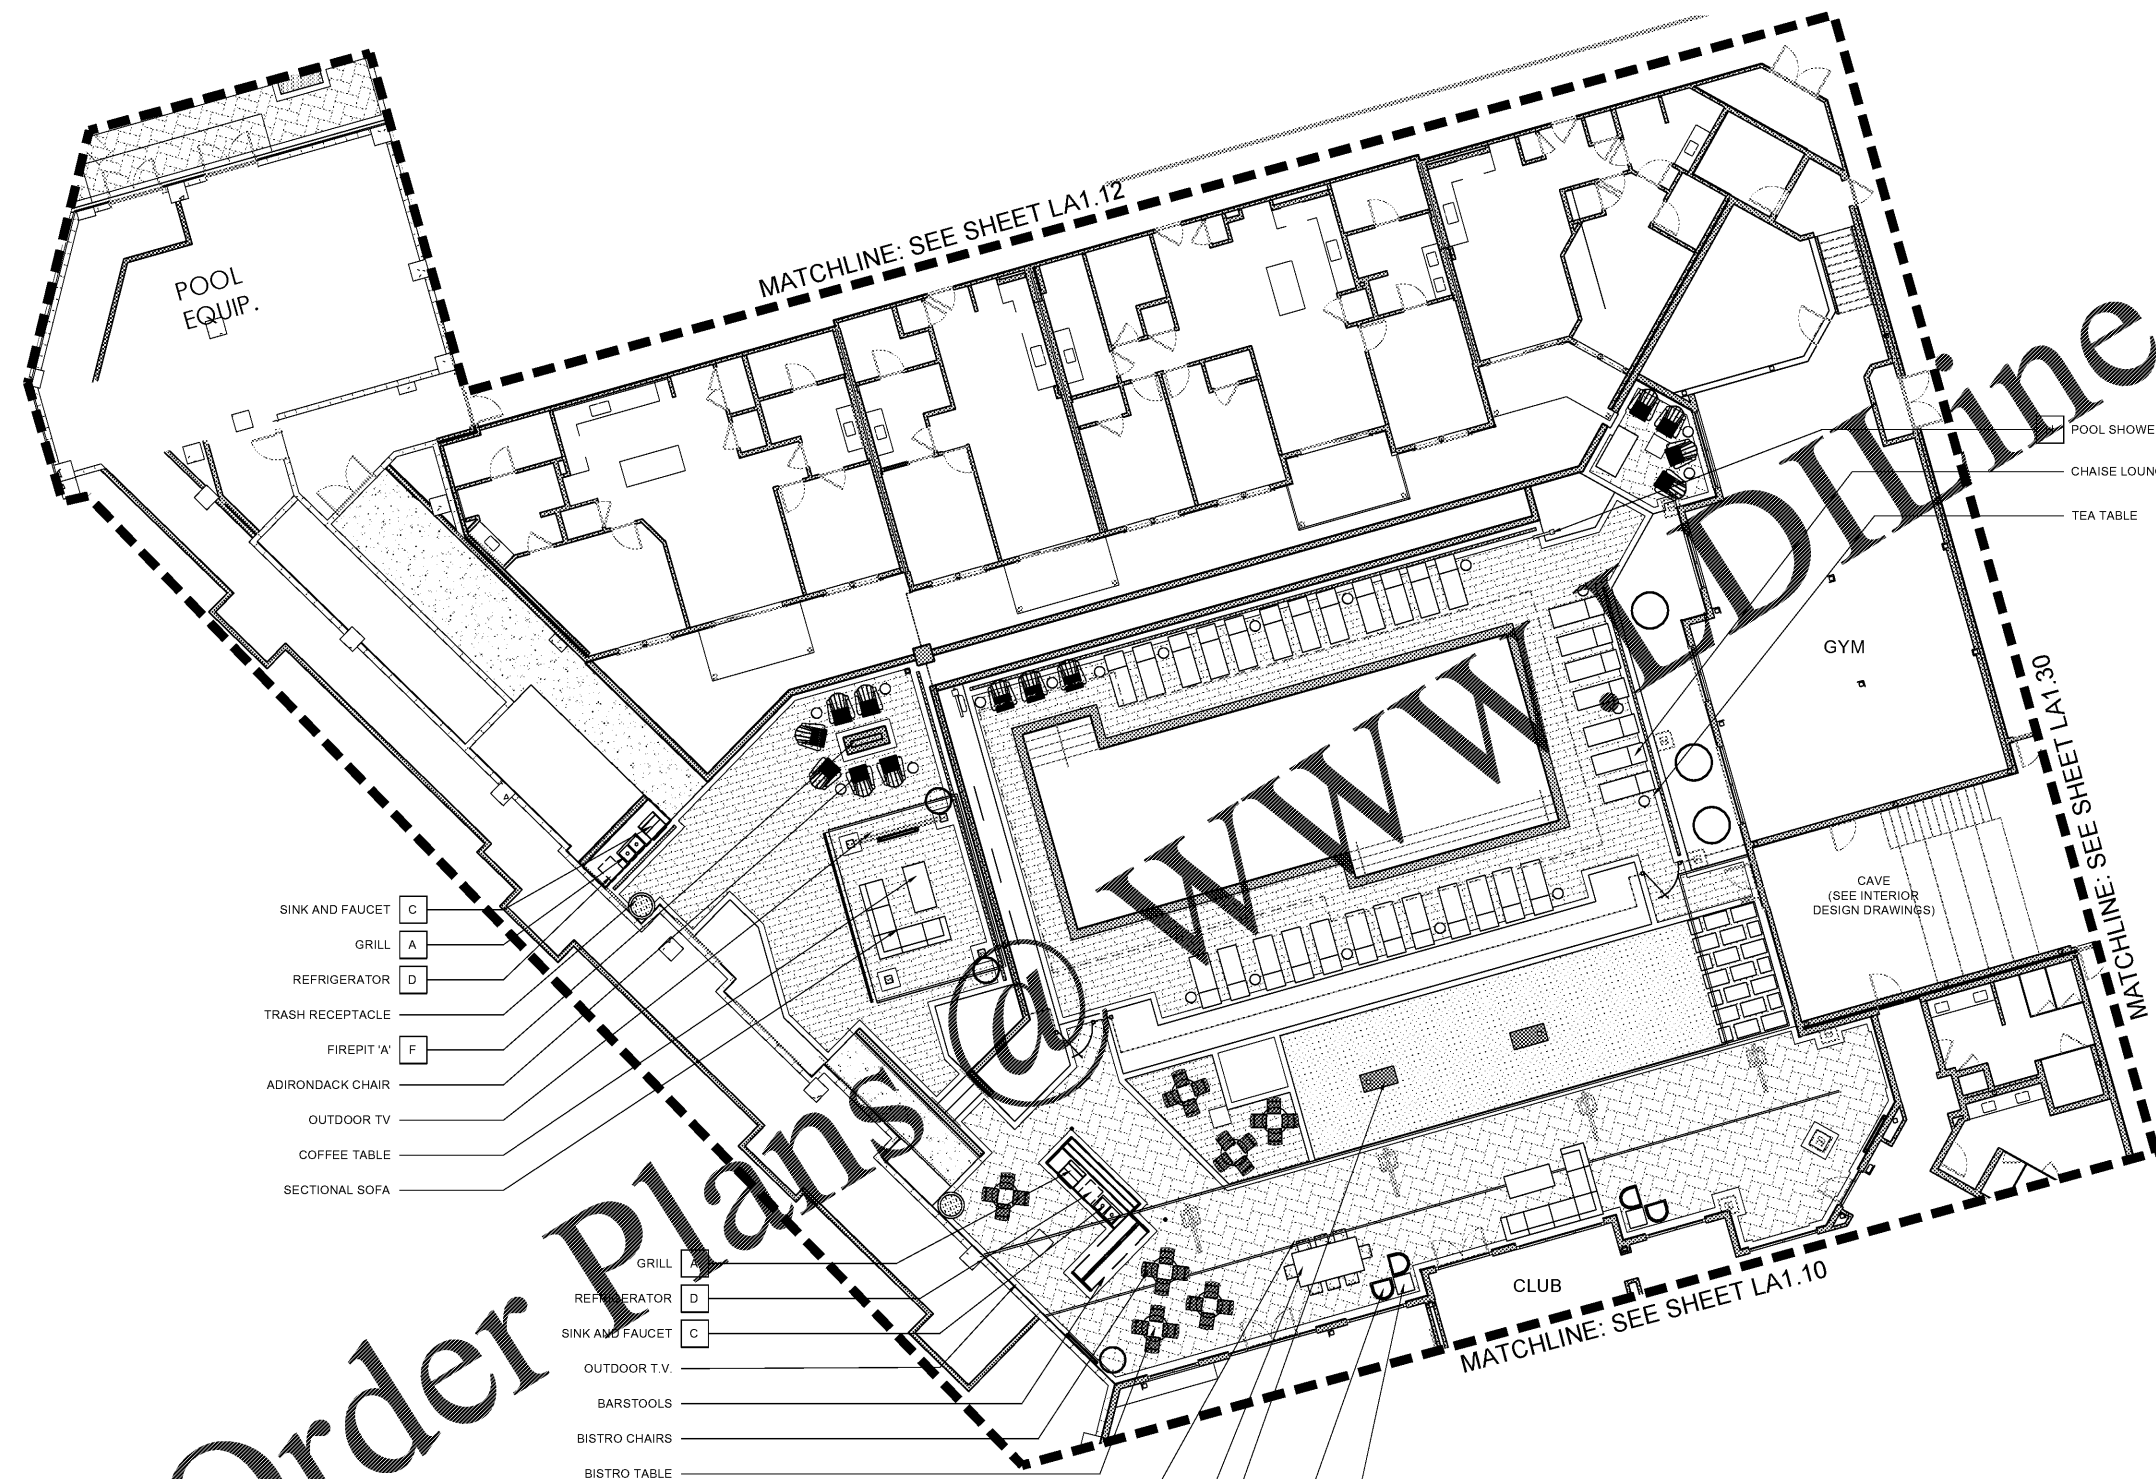 MATCHLINE: SEE SHEET LA1.12
POOL
EQUIP.
POOL SHOWE
CHAISE LOUN
TEA TABLE
GYM
MATCHLINE: SEE SHEET LA1.30
CAVE
(SEE INTERIOR
DESIGN DRAWINGS)
SINK AND FAUCET C
GRILL A
REFRIGERATOR D
TRASH RECEPTACLE
FIREPIT 'A' F
ADIRONDACK CHAIR
OUTDOOR TV
COFFEE TABLE
SECTIONAL SOFA
GRILL A
REFRIGERATOR D
SINK AND FAUCET C
OUTDOOR T.V.
BARSTOOLS
BISTRO CHAIRS
BISTRO TABLE
CLUB
MATCHLINE: SEE SHEET LA1.10
Order Plans @ www.LDILine